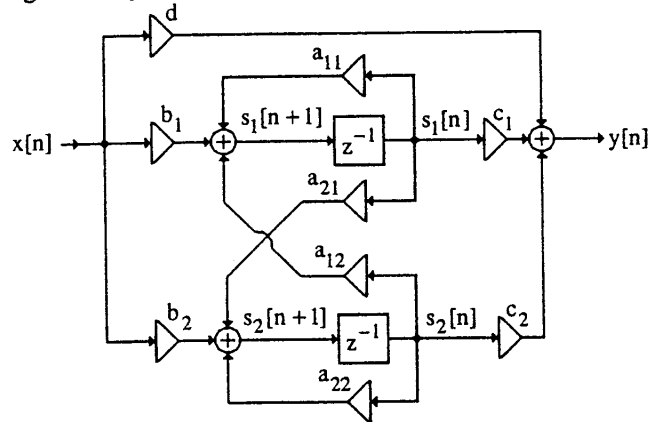 d
a₁₁
b₁
s₁[n + 1]
z⁻¹
s₁[n]
c₁
x[n]
+
+
y[n]
a₂₁
a₁₂
b₂
s₂[n + 1]
z⁻¹
s₂[n]
c₂
+
a₂₂